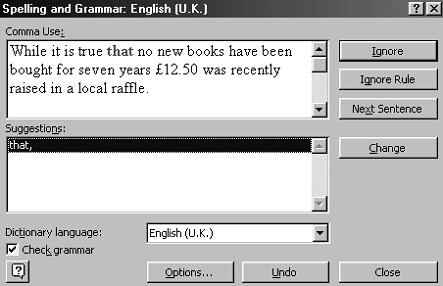 Spelling and Grammar: English (U.K.)
Comma Use:
While it is true that no new books have been
bought for seven years £12.50 was recently
raised in a local raffle.
Ignore
Ignore Rule
Next Sentence
Suggestions:
that,
Change
Dictionary language: English (U.K.)
Check grammar
Options... Undo Close